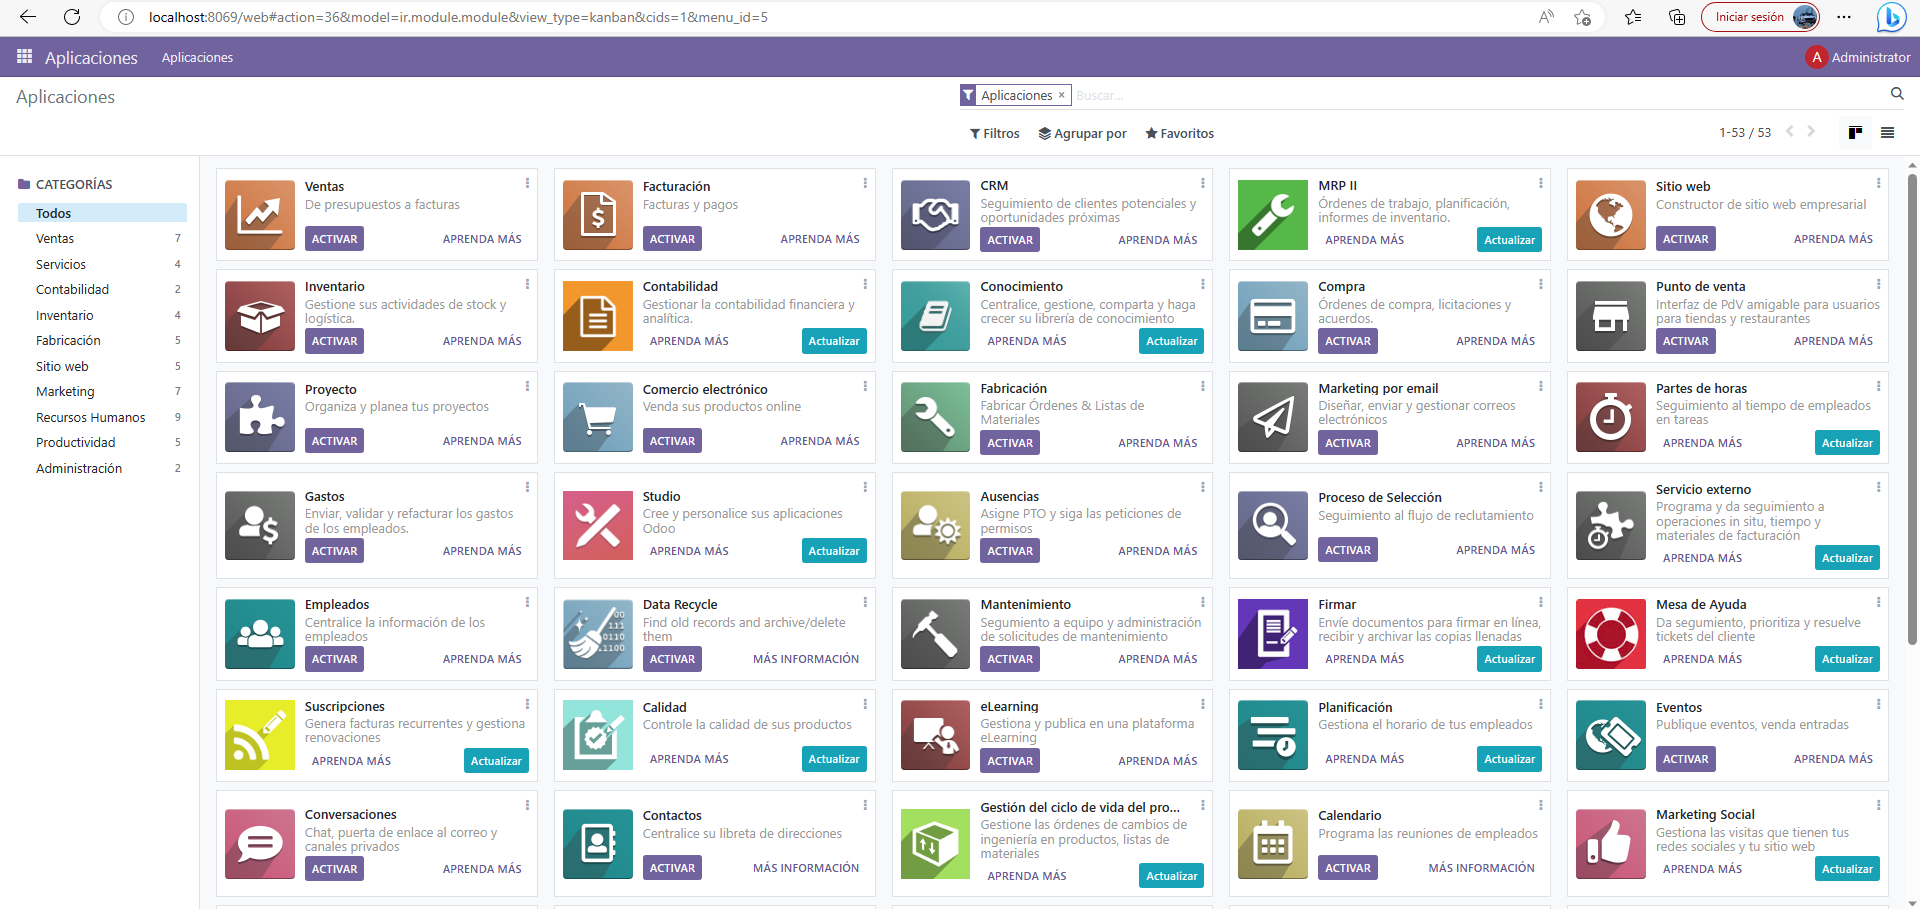 localhost:8069/web#action=36&model=ir.module.module&view_type=kanban&cids=1&menu_id=5
Iniciar sesión
Aplicaciones
Aplicaciones
A
Administrator
Aplicaciones
Aplicaciones ×
Buscar...
Filtros
Agrupar por
Favoritos
1-53 / 53
CATEGORÍAS
Todos
Ventas 7
Servicios 4
Contabilidad 2
Inventario 4
Fabricación 5
Sitio web 5
Marketing 7
Recursos Humanos 9
Productividad 5
Administración 2
Ventas
De presupuestos a facturas
ACTIVAR
APRENDA MÁS
Facturación
Facturas y pagos
ACTIVAR
APRENDA MÁS
CRM
Seguimiento de clientes potenciales y
oportunidades próximas
ACTIVAR
APRENDA MÁS
MRP II
Órdenes de trabajo, planificación,
informes de inventario.
APRENDA MÁS
Actualizar
Sitio web
Constructor de sitio web empresarial
ACTIVAR
APRENDA MÁS
Inventario
Gestione sus actividades de stock y
logística.
ACTIVAR
APRENDA MÁS
Contabilidad
Gestionar la contabilidad financiera y
analítica.
APRENDA MÁS
Actualizar
Conocimiento
Centralice, gestione, comparta y haga
crecer su librería de conocimiento
APRENDA MÁS
Actualizar
Compra
Órdenes de compra, licitaciones y
acuerdos.
ACTIVAR
APRENDA MÁS
Punto de venta
Interfaz de PdV amigable para usuarios
para tiendas y restaurantes
ACTIVAR
APRENDA MÁS
Proyecto
Organiza y planea tus proyectos
ACTIVAR
APRENDA MÁS
Comercio electrónico
Venda sus productos online
ACTIVAR
APRENDA MÁS
Fabricación
Fabricar Órdenes & Listas de
Materiales
ACTIVAR
APRENDA MÁS
Marketing por email
Diseñar, enviar y gestionar correos
electrónicos
ACTIVAR
APRENDA MÁS
Partes de horas
Seguimiento al tiempo de empleados
en tareas
APRENDA MÁS
Actualizar
Gastos
Enviar, validar y refacturar los gastos
de los empleados.
ACTIVAR
APRENDA MÁS
Studio
Cree y personalice sus aplicaciones
Odoo
APRENDA MÁS
Actualizar
Ausencias
Asigne PTO y siga las peticiones de
permisos
ACTIVAR
APRENDA MÁS
Proceso de Selección
Seguimiento al flujo de reclutamiento
ACTIVAR
APRENDA MÁS
Servicio externo
Programa y da seguimiento a
operaciones in situ, tiempo y
materiales de facturación
APRENDA MÁS
Actualizar
Empleados
Centralice la información de los
empleados
ACTIVAR
APRENDA MÁS
Data Recycle
Find old records and archive/delete
them
ACTIVAR
MÁS INFORMACIÓN
Mantenimiento
Segumiento a equipo y administración
de solicitudes de mantenimiento
ACTIVAR
APRENDA MÁS
Firmar
Envíe documentos para firmar en línea,
recibir y archivar las copias llenadas
APRENDA MÁS
Actualizar
Mesa de Ayuda
Da segumiento, prioritiza y resuelve
tickets del cliente
APRENDA MÁS
Actualizar
Suscripciones
Genera facturas recurrentes y gestiona
renovaciones
APRENDA MÁS
Actualizar
Calidad
Controle la calidad de sus productos
APRENDA MÁS
Actualizar
eLearning
Gestiona y publica en una plataforma
eLearning
ACTIVAR
APRENDA MÁS
Planificación
Gestiona el horario de tus empleados
APRENDA MÁS
Actualizar
Eventos
Publique eventos, venda entradas
ACTIVAR
APRENDA MÁS
Conversaciones
Chat, puerta de enlace al correo y
canales privados
ACTIVAR
APRENDA MÁS
Contactos
Centralice su libreta de direcciones
ACTIVAR
MÁS INFORMACIÓN
Gestión del ciclo de vida del pro...
Gestione las órdenes de cambios de
ingeniería en productos, listas de
materiales
APRENDA MÁS
Actualizar
Calendario
Programa las reuniones de empleados
ACTIVAR
MÁS INFORMACIÓN
Marketing Social
Gestiona las visitas que tienen tus
redes sociales y tu sitio web
APRENDA MÁS
Actualizar